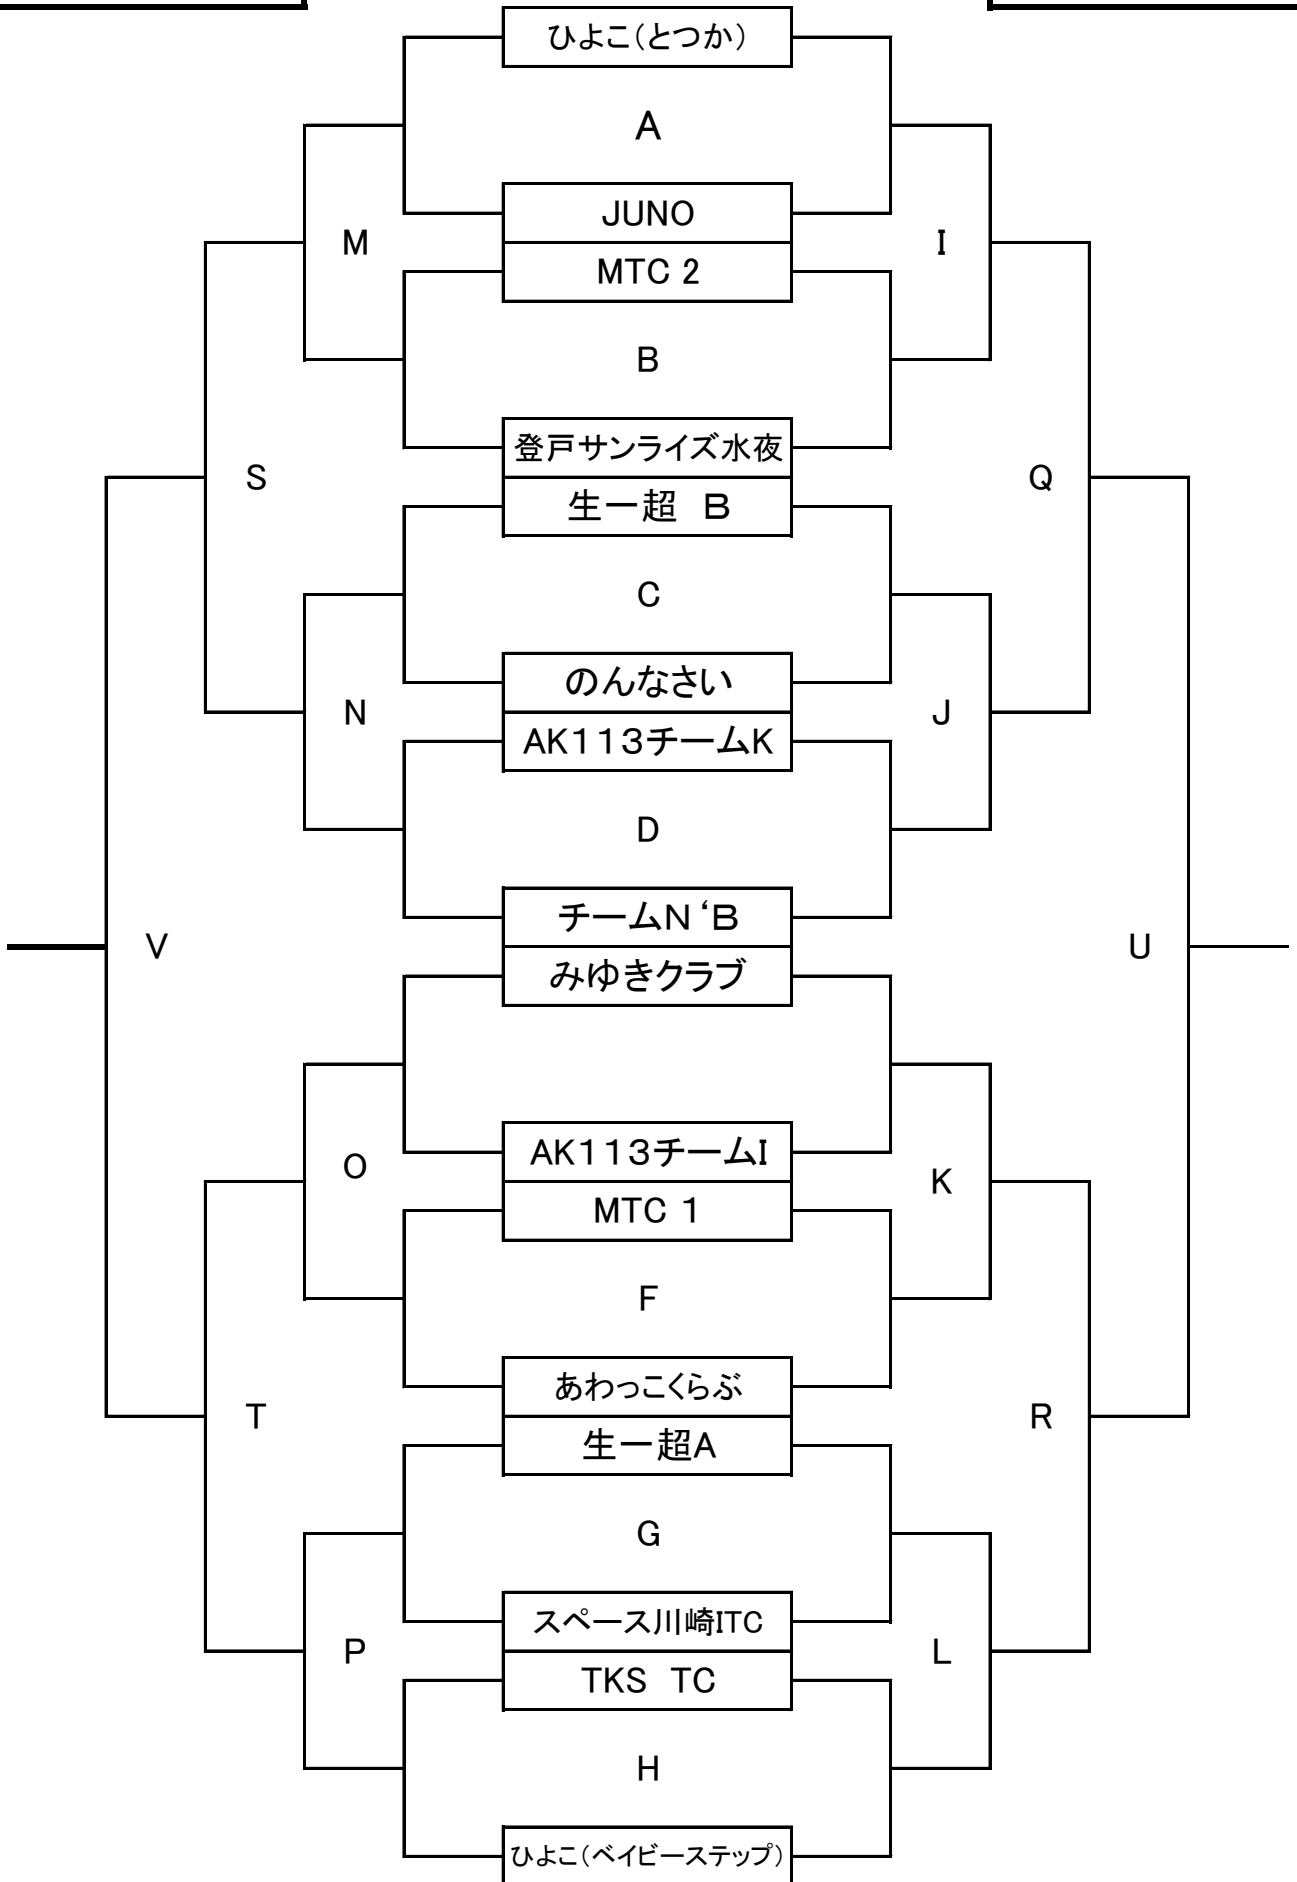 ひよこ（とつか）
A
JUNO
M
I
MTC 2
B
登戸サンライズ水夜
S
Q
生一超　B
C
のんなさい
N
J
AK113チームK
D
チームN‘B
V
U
みゆきクラブ
AK113チームI
O
K
MTC 1
F
あわっこくらぶ
T
R
生一超A
G
スペース川崎ITC
P
L
TKS　TC
H
ひよこ（ベイビーステップ）